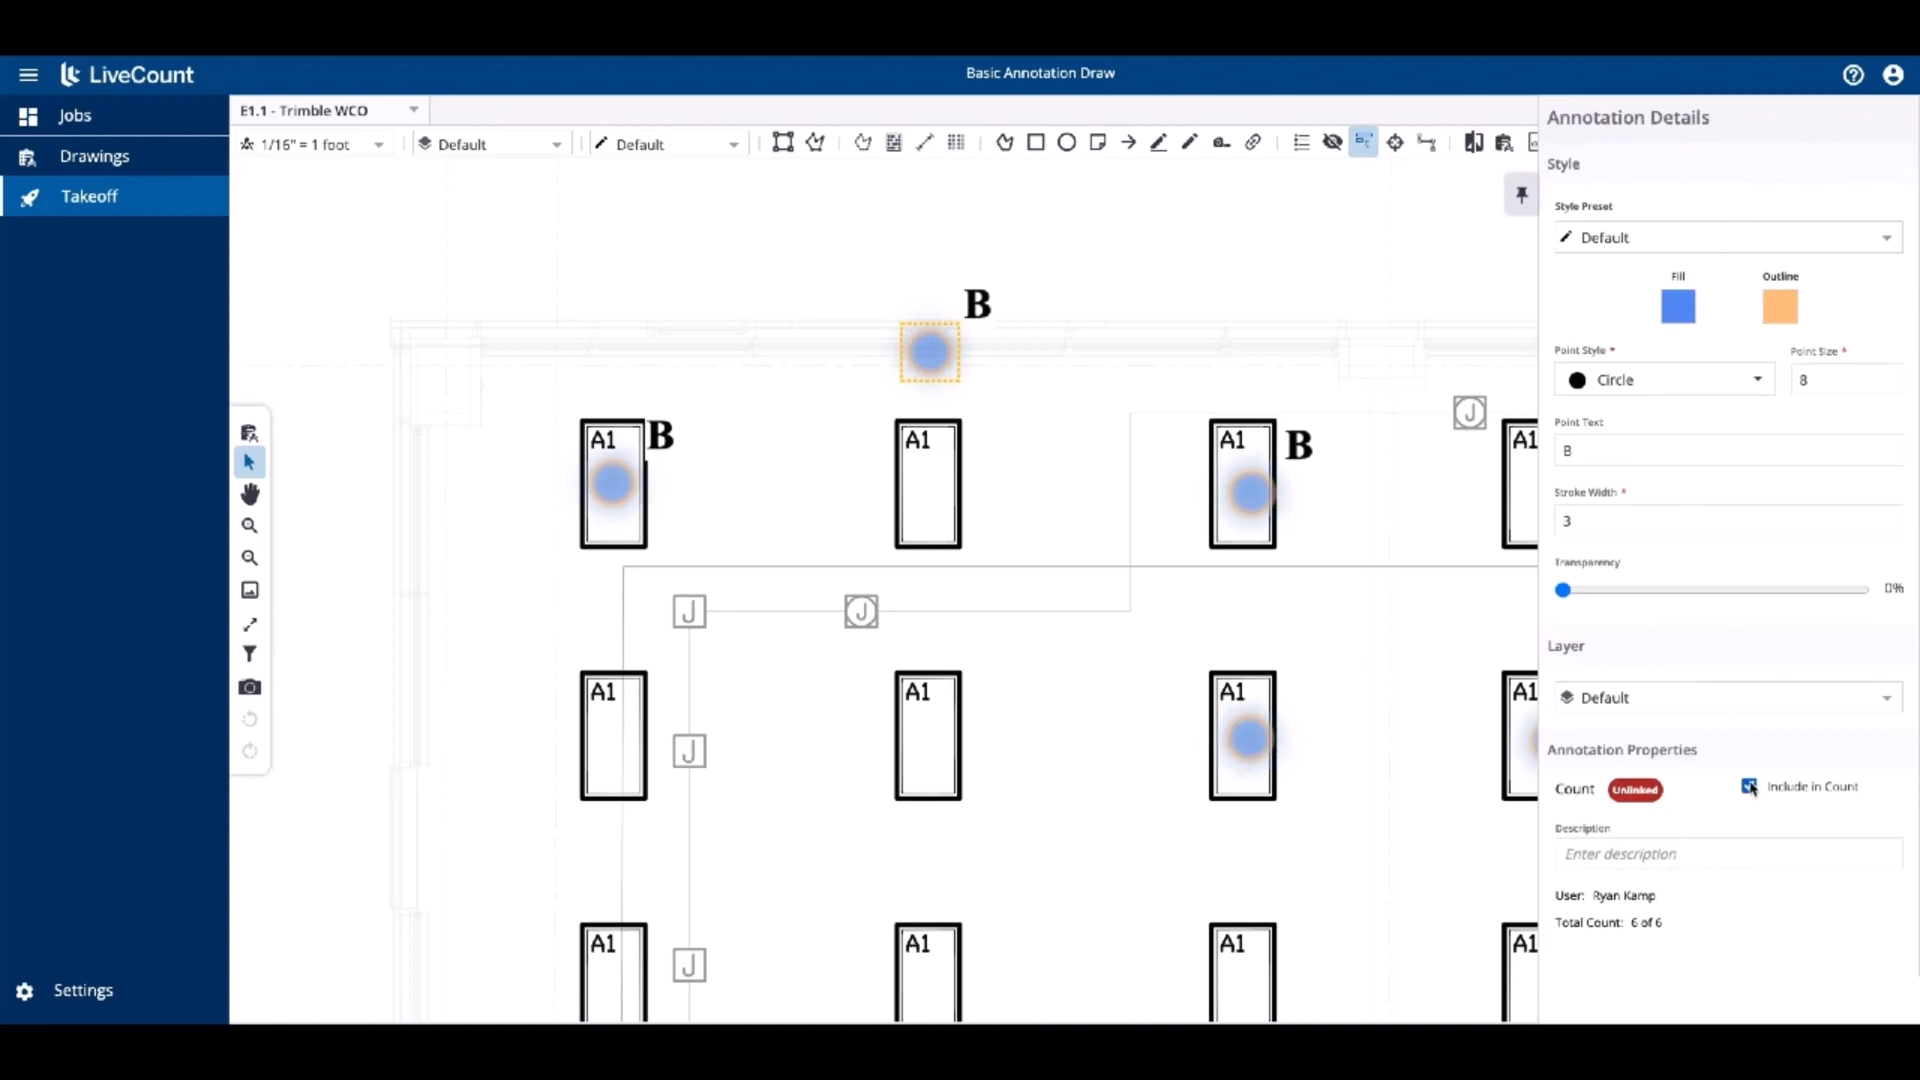 LiveCount
Basic Annotation Draw
Jobs
Drawings
Takeoff
Settings
E1.1 - Trimble WCO
1/16" = 1 foot
Default
Default
B
A1
B
A1
A1
B
A1
J
J
J
A1
A1
A1
A1
J
A1
A1
A1
A1
J
Annotation Details
Style
Style Preset
Default
Fill
Outline
Point Style *
Point Size *
Circle
8
Point Text
B
Stroke Width *
3
Transparency
0%
Layer
Default
Annotation Properties
Count
Unlinked
Include in Count
Description
Enter description
User: Ryan Kamp
Total Count: 6 of 6